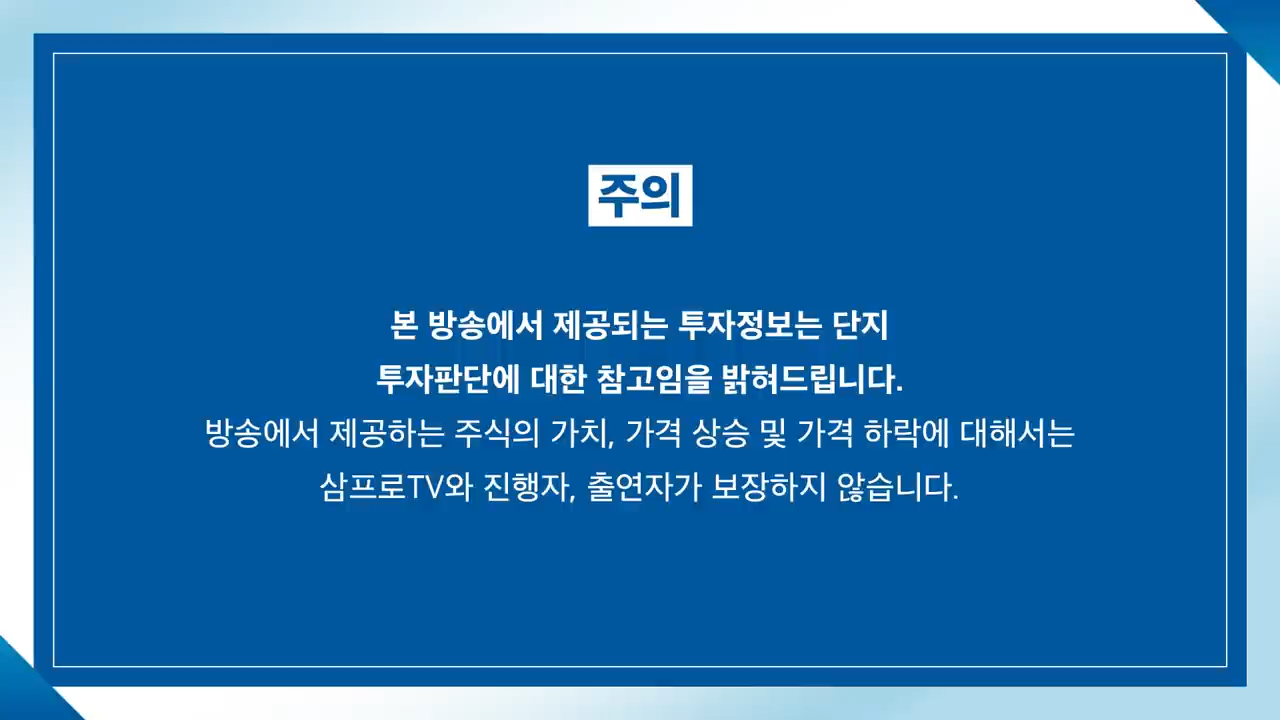 주의
본 방송에서 제공되는 투자정보는 단지
투자판단에 대한 참고임을 밝혀드립니다.
방송에서 제공하는 주식의 가치, 가격 상승 및 가격 하락에 대해서는
삼프로TV와 진행자, 출연자가 보장하지 않습니다.